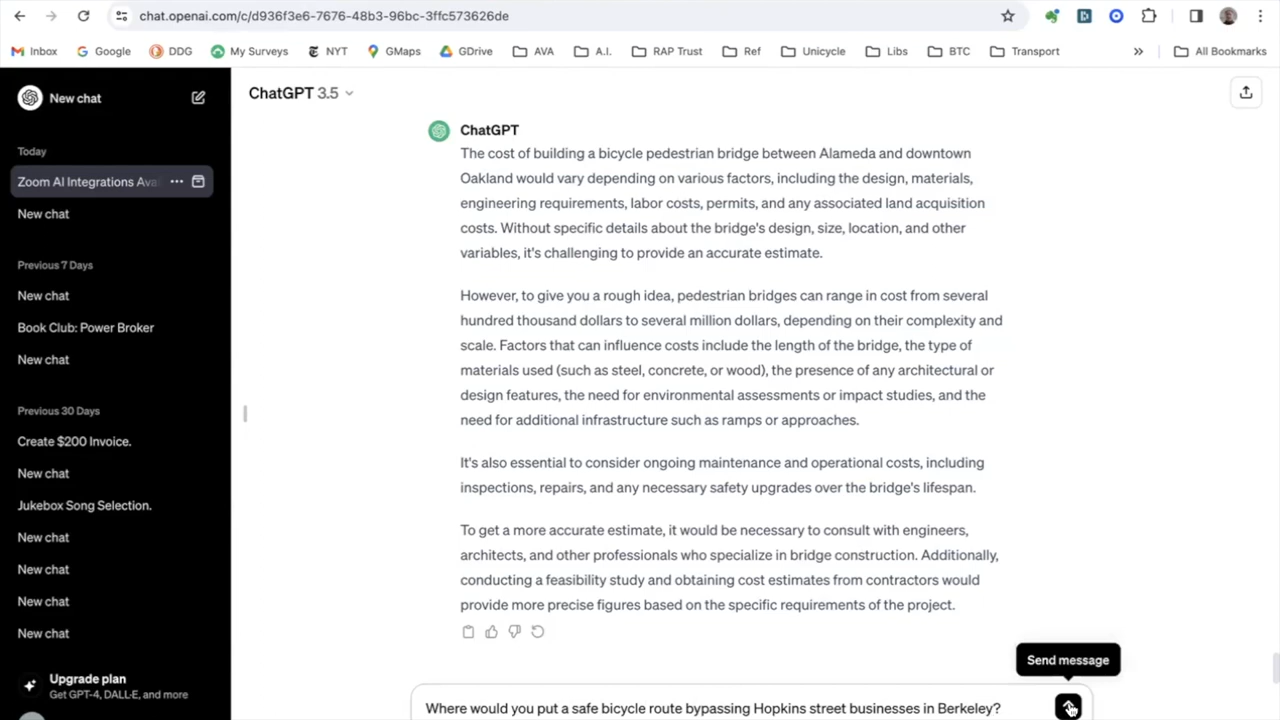 chat.openai.com/c/d936f3e6-7676-48b3-96bc-3ffc573626de
Inbox Google DDG My Surveys NYT GMaps GDrive AVA A.I. RAP Trust Ref Unicycle Libs BTC Transport » All Bookmarks
New chat
Today
Zoom AI Integrations Ava
New chat
Previous 7 Days
New chat
Book Club: Power Broker
New chat
Previous 30 Days
Create $200 Invoice.
New chat
Jukebox Song Selection.
New chat
New chat
New chat
New chat
Upgrade plan
Get GPT-4, DALL·E, and more
ChatGPT 3.5
ChatGPT
The cost of building a bicycle pedestrian bridge between Alameda and downtown
Oakland would vary depending on various factors, including the design, materials,
engineering requirements, labor costs, permits, and any associated land acquisition
costs. Without specific details about the bridge's design, size, location, and other
variables, it's challenging to provide an accurate estimate.
However, to give you a rough idea, pedestrian bridges can range in cost from several
hundred thousand dollars to several million dollars, depending on their complexity and
scale. Factors that can influence costs include the length of the bridge, the type of
materials used (such as steel, concrete, or wood), the presence of any architectural or
design features, the need for environmental assessments or impact studies, and the
need for additional infrastructure such as ramps or approaches.
It's also essential to consider ongoing maintenance and operational costs, including
inspections, repairs, and any necessary safety upgrades over the bridge's lifespan.
To get a more accurate estimate, it would be necessary to consult with engineers,
architects, and other professionals who specialize in bridge construction. Additionally,
conducting a feasibility study and obtaining cost estimates from contractors would
provide more precise figures based on the specific requirements of the project.
Send message
Where would you put a safe bicycle route bypassing Hopkins street businesses in Berkeley?